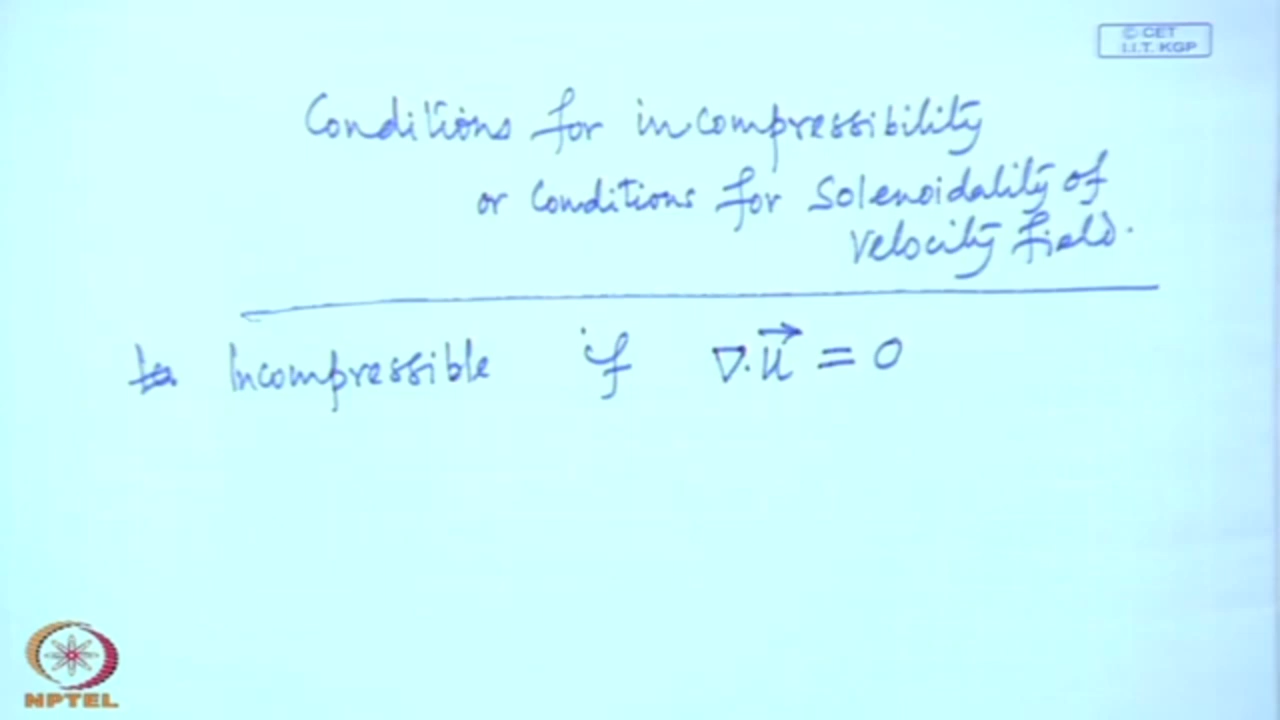 © CET
I.I.T. KGP
Conditions for incompressibility
or Conditions for Solenoidality of
velocity field.
Incompressible if ∇.u⃗ = 0
NPTEL